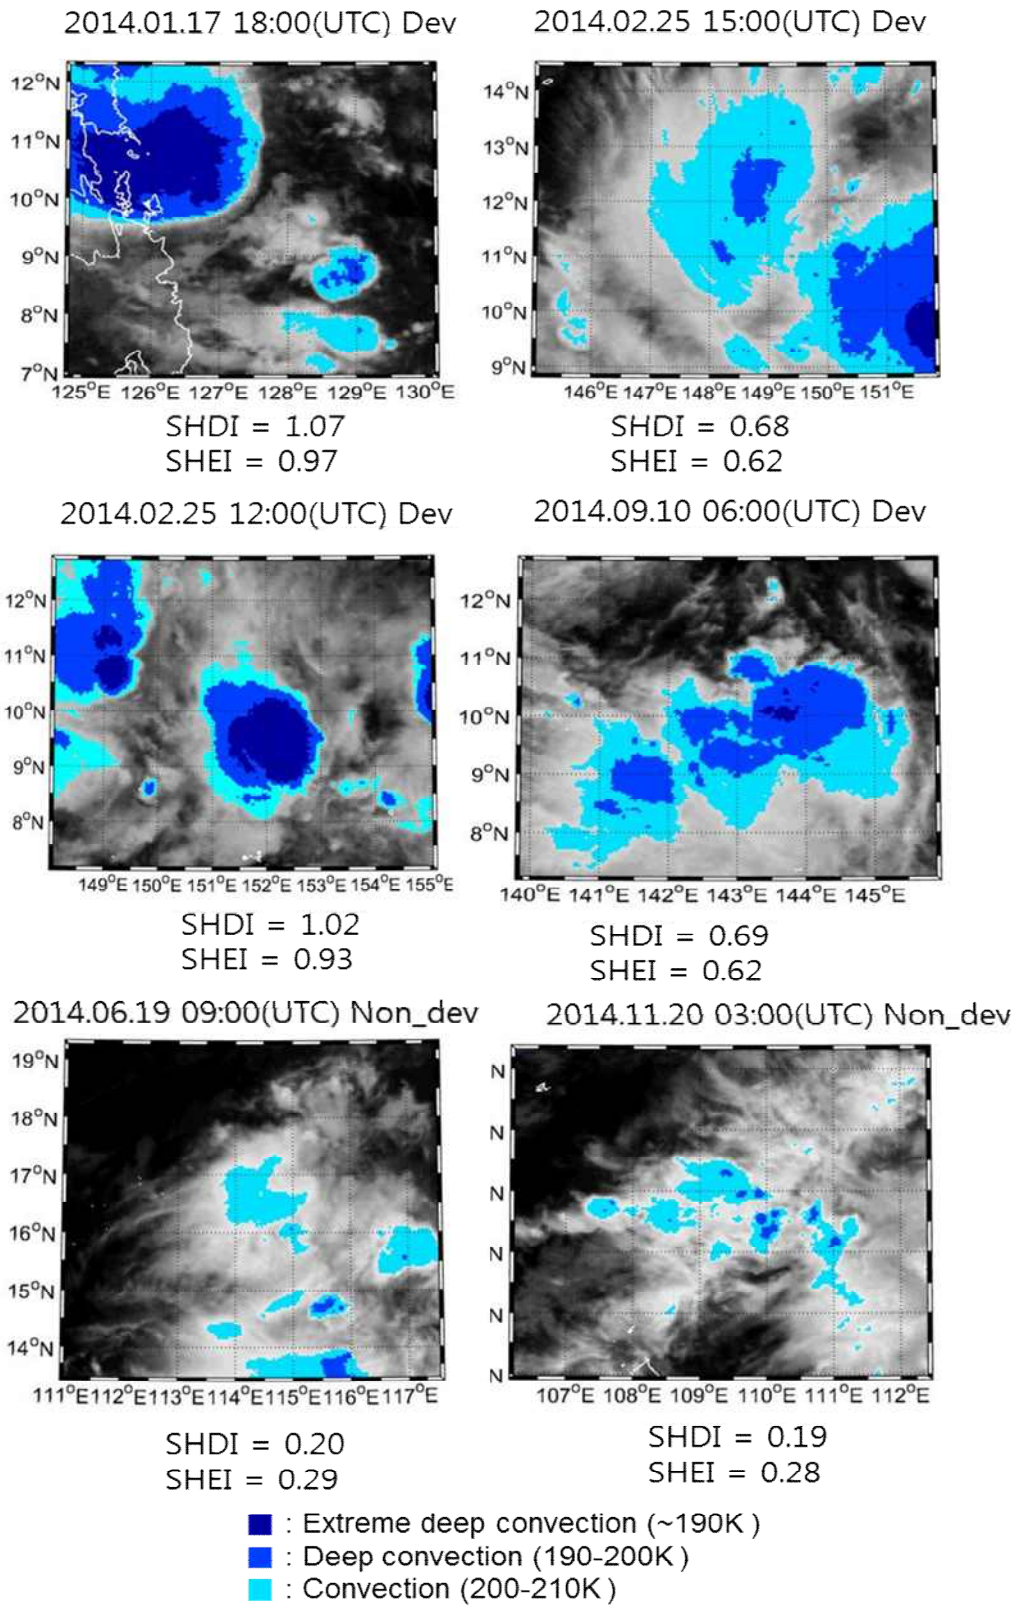 2014.01.17 18:00(UTC) Dev
12°N
11°N
10°N
9°N
8°N
7°N
125°E 126°E 127°E 128°E 129°E 130°E
SHDI = 1.07
SHEI = 0.97
2014.02.25 15:00(UTC) Dev
14°N
13°N
12°N
11°N
10°N
9°N
146°E 147°E 148°E 149°E 150°E 151°E
SHDI = 0.68
SHEI = 0.62
2014.02.25 12:00(UTC) Dev
12°N
11°N
10°N
9°N
8°N
149°E 150°E 151°E 152°E 153°E 154°E 155°E
SHDI = 1.02
SHEI = 0.93
2014.09.10 06:00(UTC) Dev
12°N
11°N
10°N
9°N
8°N
140°E 141°E 142°E 143°E 144°E 145°E
SHDI = 0.69
SHEI = 0.62
2014.06.19 09:00(UTC) Non_dev
19°N
18°N
17°N
16°N
15°N
14°N
111°E 112°E 113°E 114°E 115°E 116°E 117°E
SHDI = 0.20
SHEI = 0.29
2014.11.20 03:00(UTC) Non_dev
N
N
N
N
N
N
107°E 108°E 109°E 110°E 111°E 112°E
SHDI = 0.19
SHEI = 0.28
: Extreme deep convection (~190K )
: Deep convection (190-200K )
: Convection (200-210K )